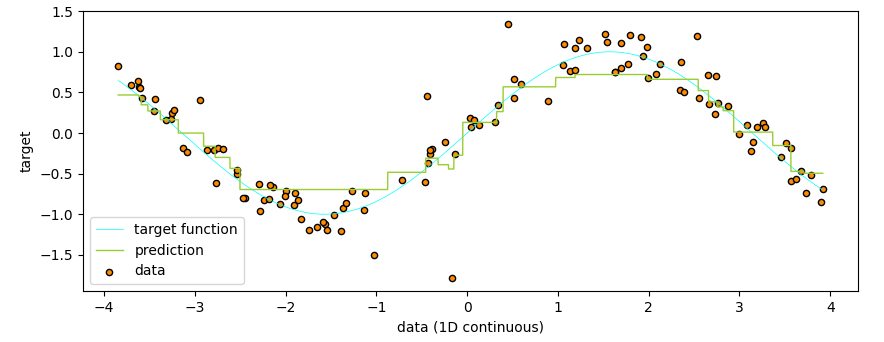 1.5
1.0
0.5
0.0
−0.5
−1.0
−1.5
target
target function
prediction
data
−4 −3 −2 −1 0 1 2 3 4
data (1D continuous)